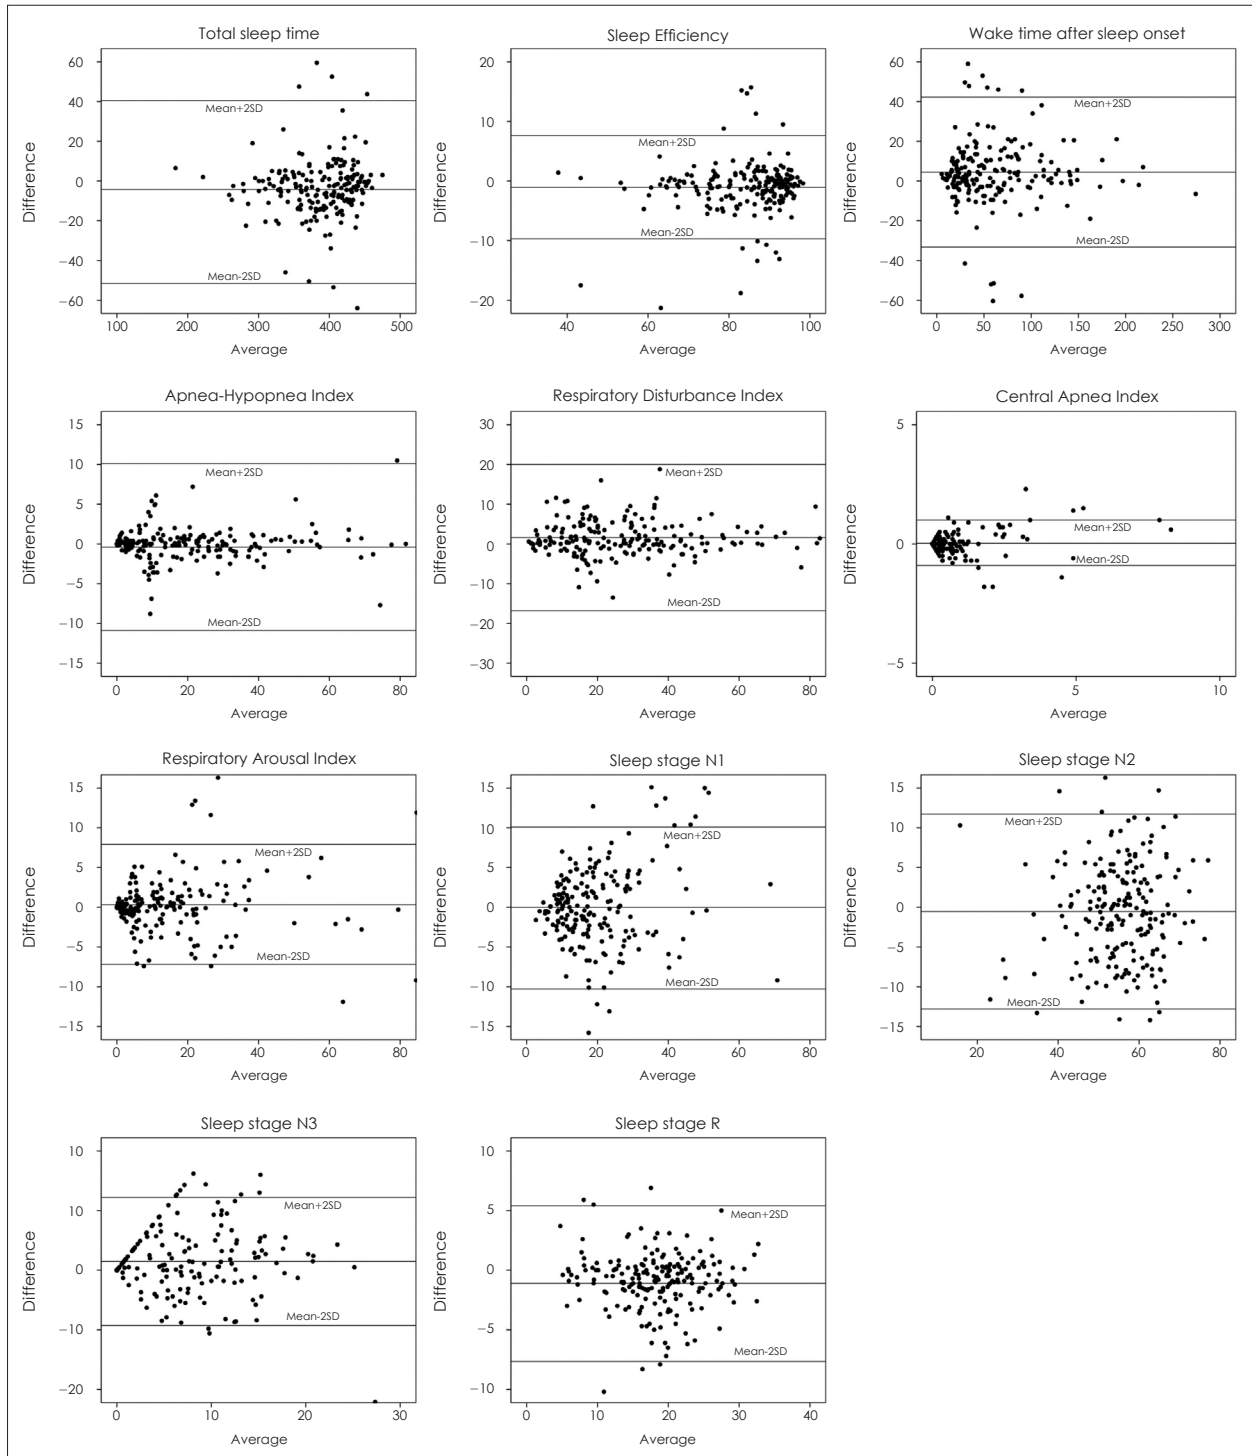 Total sleep time
60
40
20
0
−20
−40
−60
Difference
Mean+2SD
Mean-2SD
100 200 300 400 500
Average
Sleep Efficiency
20
10
0
−10
−20
Difference
Mean+2SD
Mean-2SD
40 60 80 100
Average
Wake time after sleep onset
60
40
20
0
−20
−40
−60
Difference
Mean+2SD
Mean-2SD
0 50 100 150 200 250 300
Average
Apnea-Hypopnea Index
15
10
5
0
−5
−10
−15
Difference
Mean+2SD
Mean-2SD
0 20 40 60 80
Average
Respiratory Disturbance Index
30
20
10
0
−10
−20
−30
Difference
Mean+2SD
Mean-2SD
0 20 40 60 80
Average
Central Apnea Index
5
0
−5
Difference
Mean+2SD
Mean-2SD
0 5 10
Average
Respiratory Arousal Index
15
10
5
0
−5
−10
−15
Difference
Mean+2SD
Mean-2SD
0 20 40 60 80
Average
Sleep stage N1
15
10
5
0
−5
−10
−15
Difference
Mean+2SD
Mean-2SD
0 20 40 60 80
Average
Sleep stage N2
15
10
5
0
−5
−10
−15
Difference
Mean+2SD
Mean-2SD
20 40 60 80
Average
Sleep stage N3
10
10
0
−10
−20
Difference
Mean+2SD
Mean-2SD
0 10 20 30
Average
Sleep stage R
10
5
0
−5
−10
Difference
Mean+2SD
Mean-2SD
0 10 20 30 40
Average